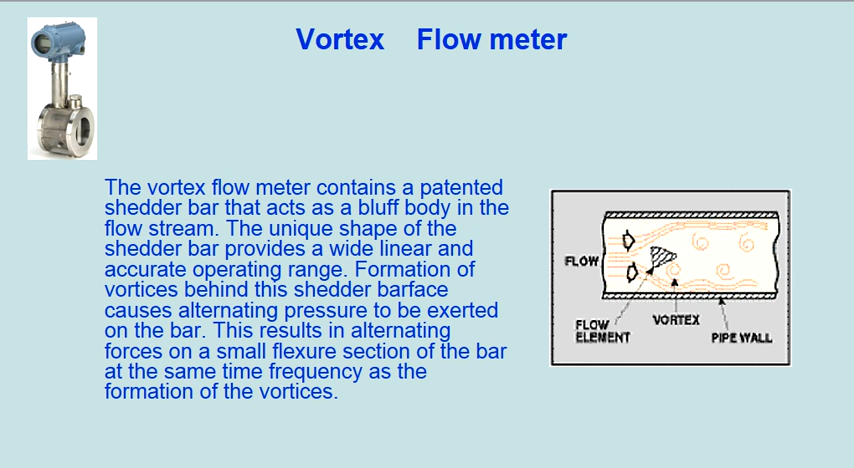 Vortex Flow meter
The vortex flow meter contains a patented
shedder bar that acts as a bluff body in the
flow stream. The unique shape of the
shedder bar provides a wide linear and
accurate operating range. Formation of
vortices behind this shedder barface
causes alternating pressure to be exerted
on the bar. This results in alternating
forces on a small flexure section of the bar
at the same time frequency as the
formation of the vortices.
FLOW
FLOW
ELEMENT
VORTEX
PIPE WALL